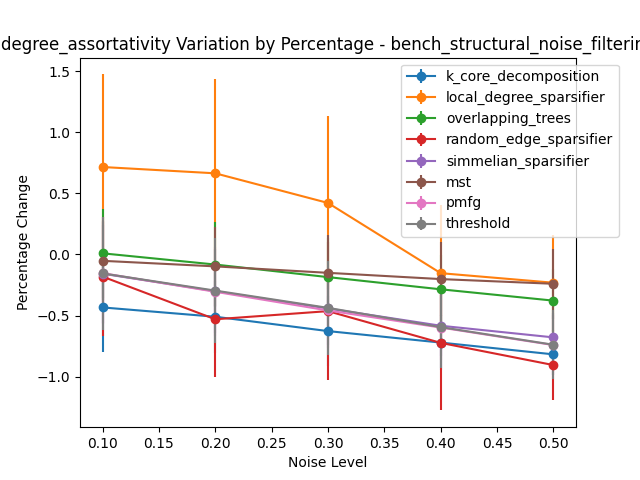 degree_assortativity Variation by Percentage - bench_structural_noise_filterin
1.5
1.0
0.5
0.0
−0.5
−1.0
Percentage Change
k_core_decomposition
local_degree_sparsifier
overlapping_trees
random_edge_sparsifier
simmelian_sparsifier
mst
pmfg
threshold
0.10 0.15 0.20 0.25 0.30 0.35 0.40 0.45 0.50
Noise Level